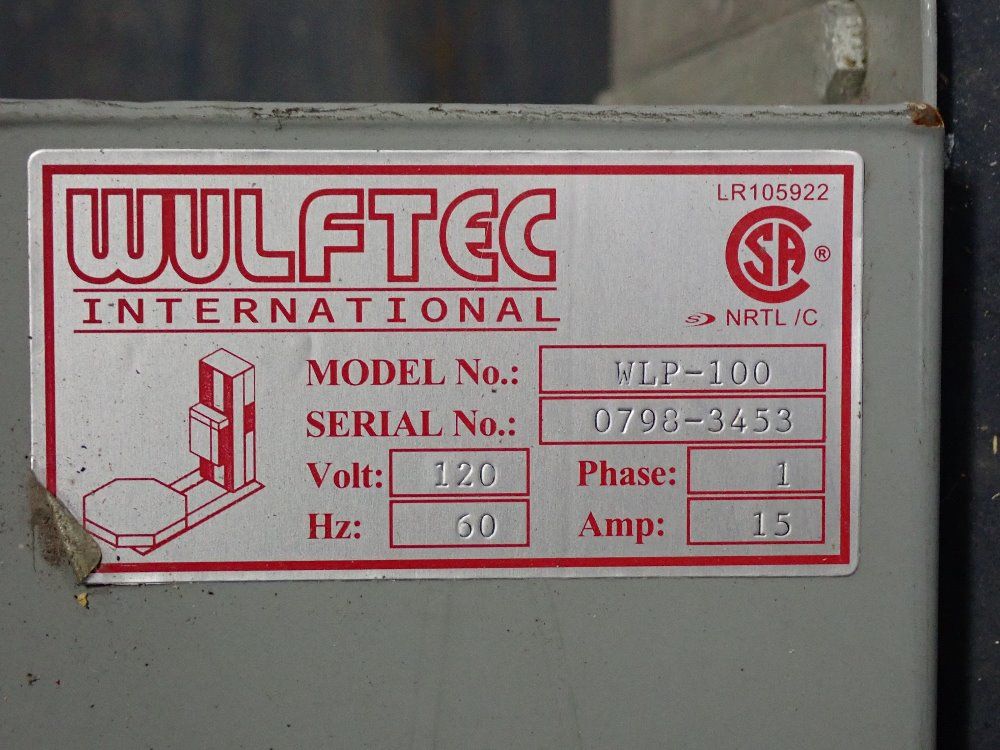 WULFTEC
INTERNATIONAL
LR105922
CSA ®
NRTL /C
MODEL No.: WLP-100
SERIAL No.: 0798-3453
Volt: 120 Phase: 1
Hz: 60 Amp: 15